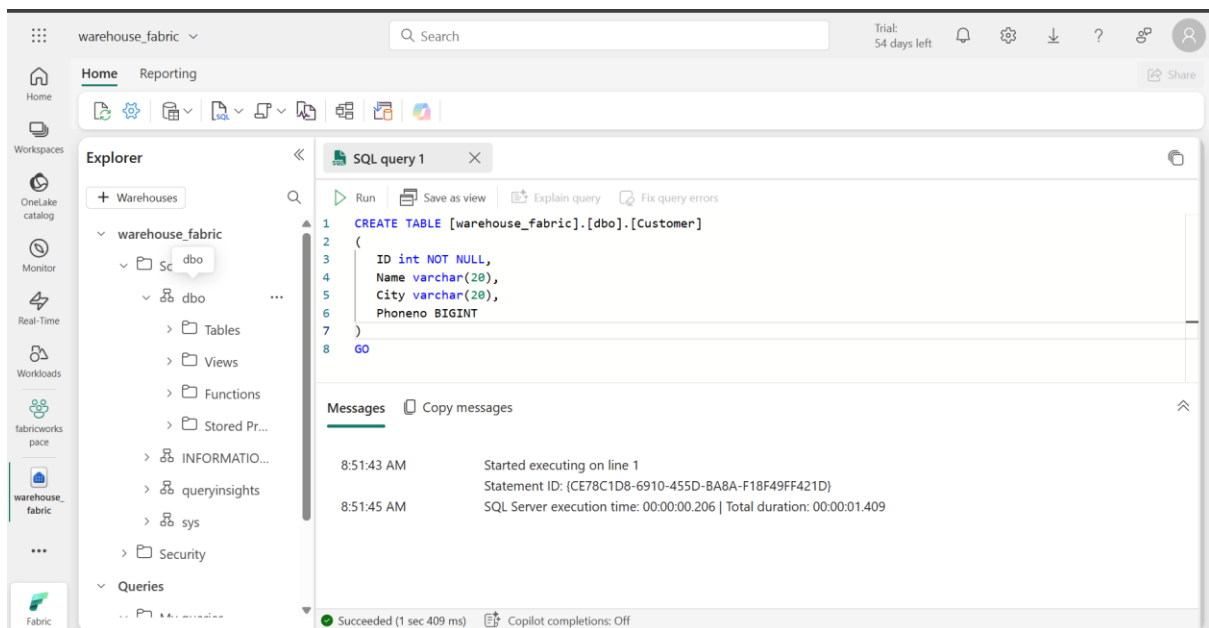 warehouse_fabric
Search
Trial:
54 days left
?
Home
Reporting
Share
Home
Workspaces
OneLake
catalog
Monitor
Real-Time
Workloads
fabricworks
pace
warehouse_
fabric
Fabric
Explorer
+ Warehouses
warehouse_fabric
Sc
dbo
dbo
Tables
Views
Functions
Stored Pr...
INFORMATIO...
queryinsights
sys
Security
Queries
My queries
SQL query 1
Run Save as view Explain query Fix query errors
1 CREATE TABLE [warehouse_fabric].[dbo].[Customer]
2 (
3 ID int NOT NULL,
4 Name varchar(20),
5 City varchar(20),
6 Phoneno BIGINT
7 )
8 GO
Messages Copy messages
8:51:43 AM Started executing on line 1
Statement ID: {CE78C1D8-6910-455D-BA8A-F18F49FF421D}
8:51:45 AM SQL Server execution time: 00:00:00.206 | Total duration: 00:00:01.409
Succeeded (1 sec 409 ms) Copilot completions: Off